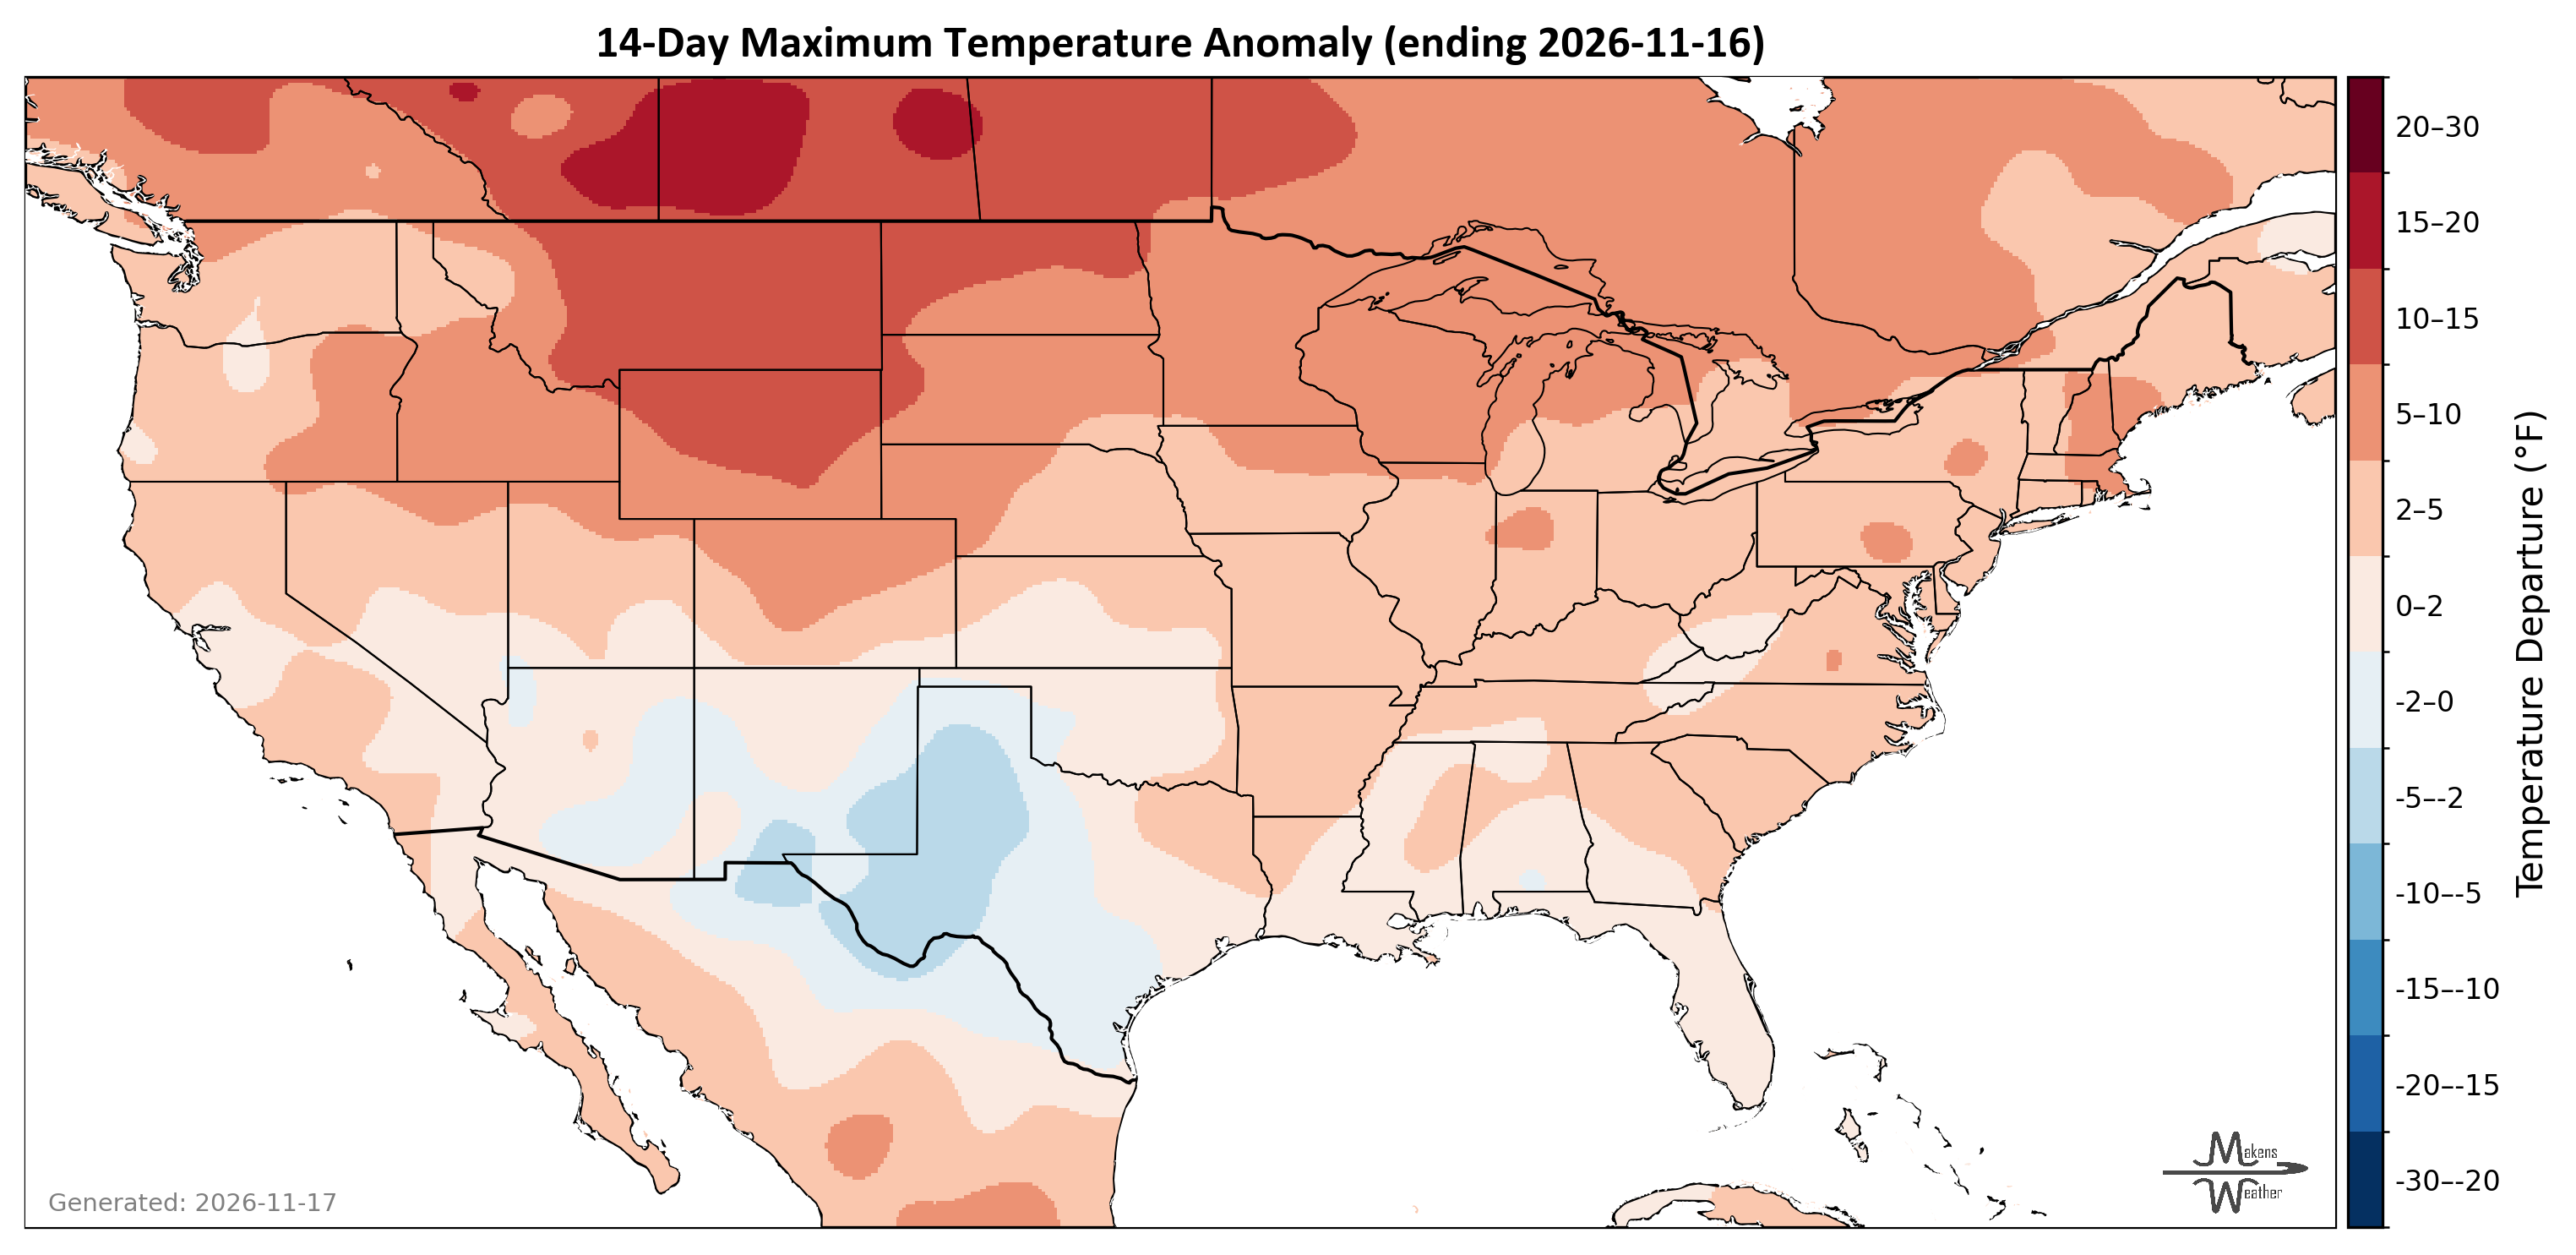 14-Day Maximum Temperature Anomaly (ending 2026-11-16)
20–30
15–20
10–15
5–10
2–5
0–2
-2–0
-5–-2
-10–-5
-15–-10
-20–-15
-30–-20
Temperature Departure (°F)
Makens
Weather
Generated: 2026-11-17